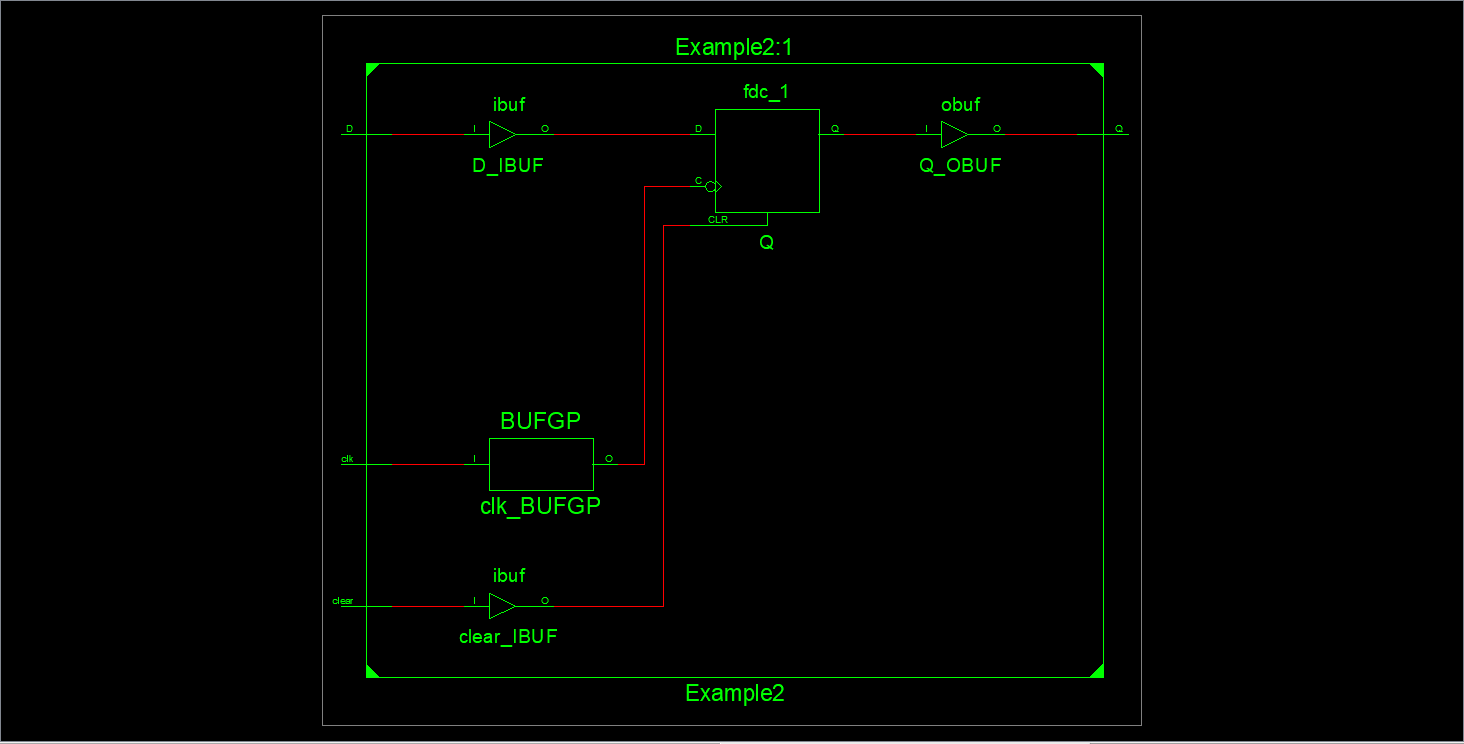 Example2:1
ibuf
fdc_1
obuf
D
I
O
D
Q
I
O
Q
D_IBUF
Q_OBUF
C
CLR
Q
BUFGP
clk
I
O
clk_BUFGP
ibuf
clear
I
O
clear_IBUF
Example2